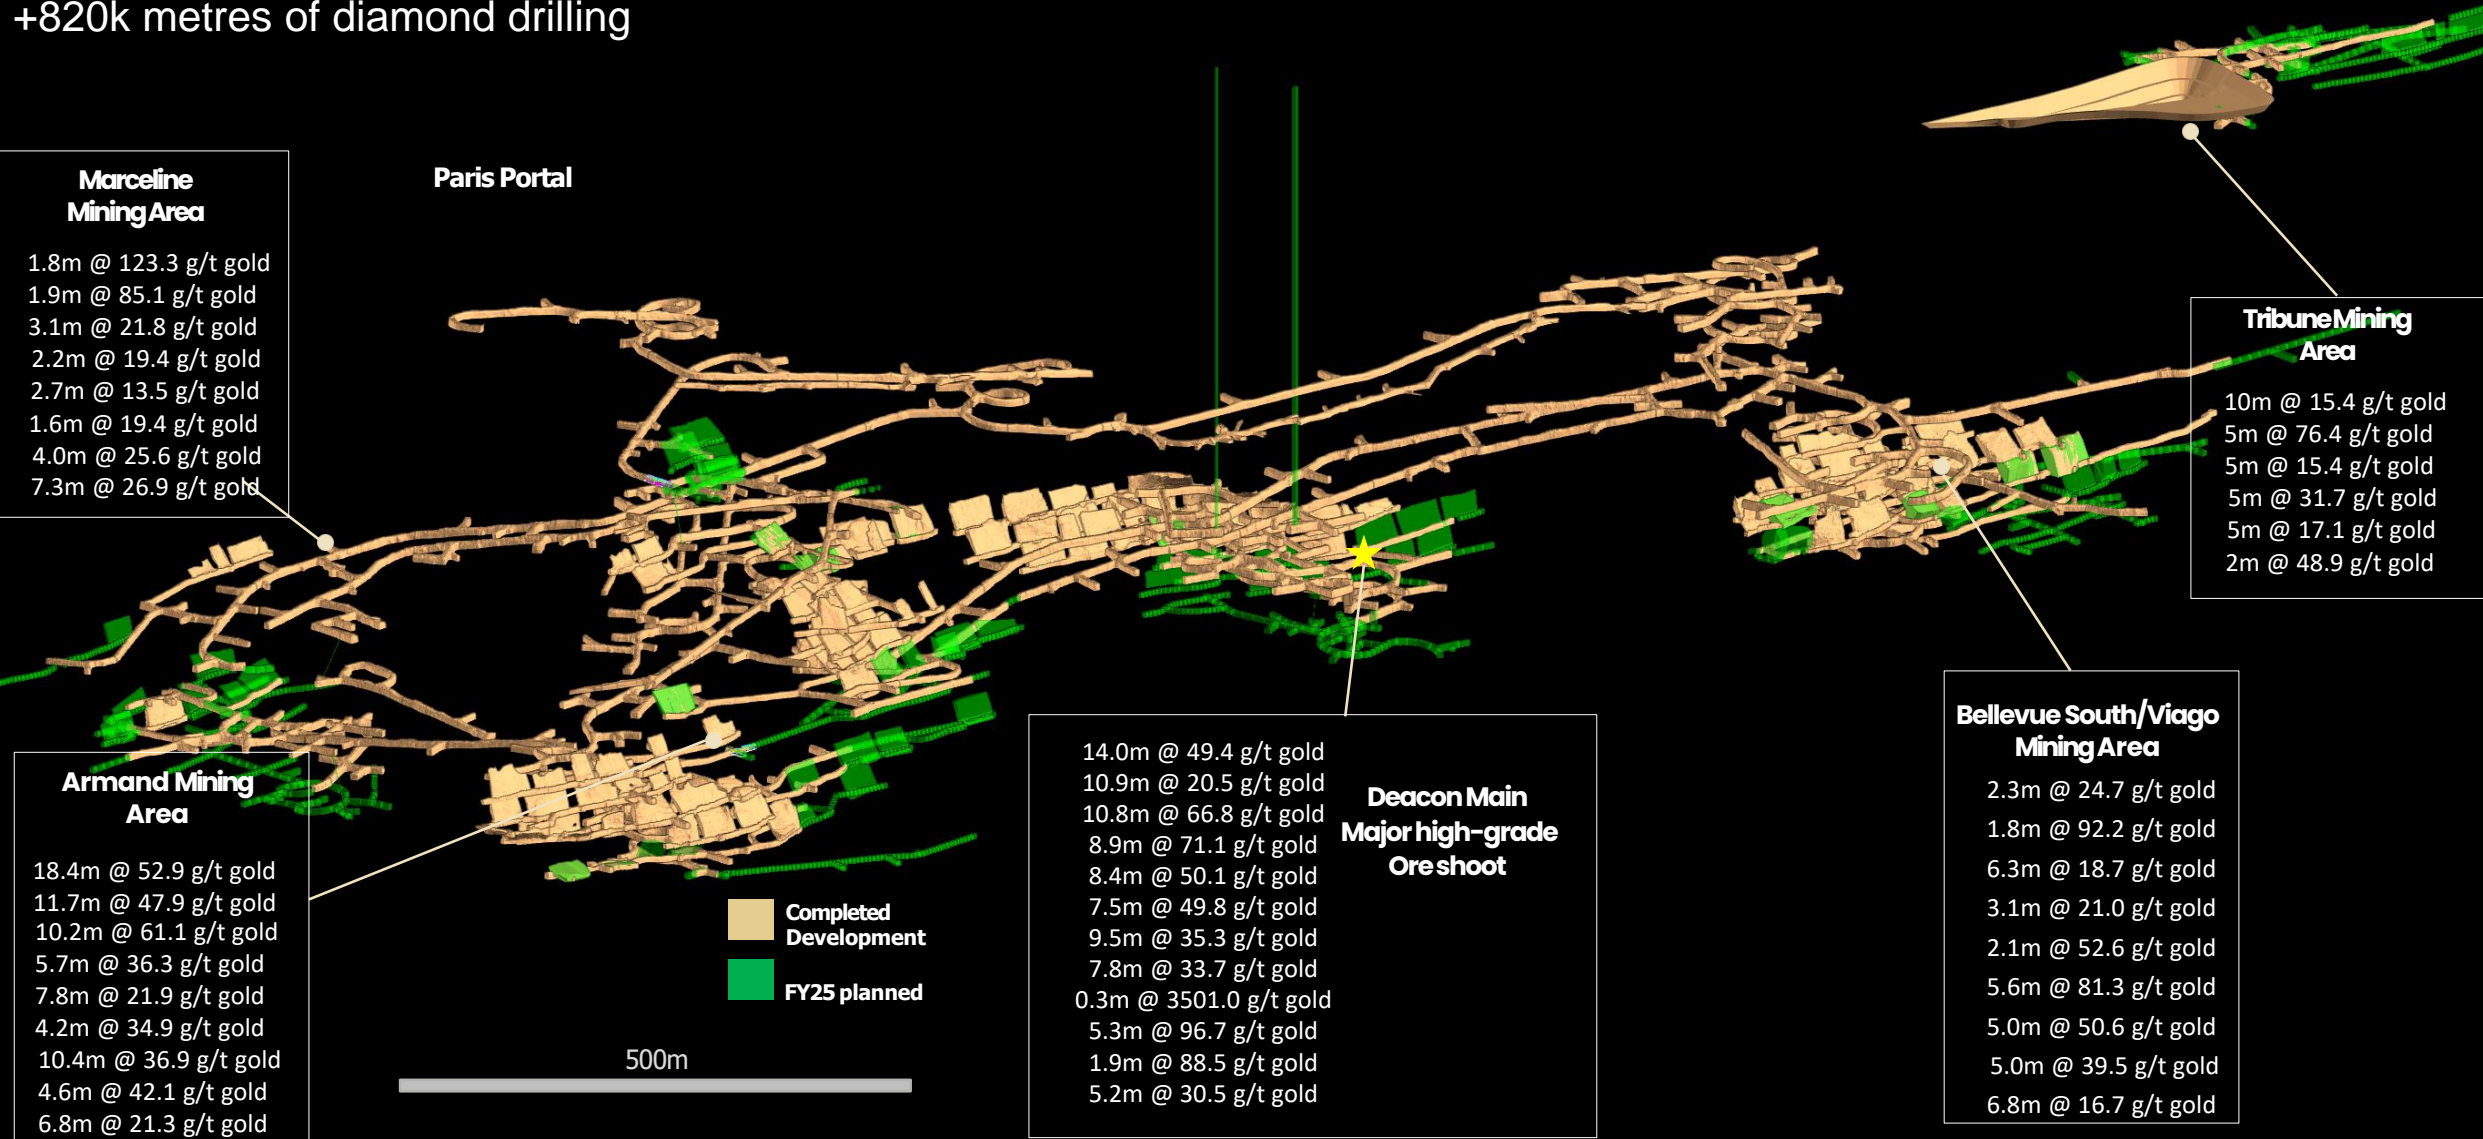 +820k metres of diamond drilling
Marceline
Mining Area
1.8m @ 123.3 g/t gold
1.9m @ 85.1 g/t gold
3.1m @ 21.8 g/t gold
2.2m @ 19.4 g/t gold
2.7m @ 13.5 g/t gold
1.6m @ 19.4 g/t gold
4.0m @ 25.6 g/t gold
7.3m @ 26.9 g/t gold
Paris Portal
Tribune Mining
Area
10m @ 15.4 g/t gold
5m @ 76.4 g/t gold
5m @ 15.4 g/t gold
5m @ 31.7 g/t gold
5m @ 17.1 g/t gold
2m @ 48.9 g/t gold
Armand Mining
Area
18.4m @ 52.9 g/t gold
11.7m @ 47.9 g/t gold
10.2m @ 61.1 g/t gold
5.7m @ 36.3 g/t gold
7.8m @ 21.9 g/t gold
4.2m @ 34.9 g/t gold
10.4m @ 36.9 g/t gold
4.6m @ 42.1 g/t gold
6.8m @ 21.3 g/t gold
Completed
Development
FY25 planned
500m
14.0m @ 49.4 g/t gold
10.9m @ 20.5 g/t gold
10.8m @ 66.8 g/t gold
8.9m @ 71.1 g/t gold
8.4m @ 50.1 g/t gold
7.5m @ 49.8 g/t gold
9.5m @ 35.3 g/t gold
7.8m @ 33.7 g/t gold
0.3m @ 3501.0 g/t gold
5.3m @ 96.7 g/t gold
1.9m @ 88.5 g/t gold
5.2m @ 30.5 g/t gold
Deacon Main
Major high-grade
Ore shoot
Bellevue South/Viago
Mining Area
2.3m @ 24.7 g/t gold
1.8m @ 92.2 g/t gold
6.3m @ 18.7 g/t gold
3.1m @ 21.0 g/t gold
2.1m @ 52.6 g/t gold
5.6m @ 81.3 g/t gold
5.0m @ 50.6 g/t gold
5.0m @ 39.5 g/t gold
6.8m @ 16.7 g/t gold